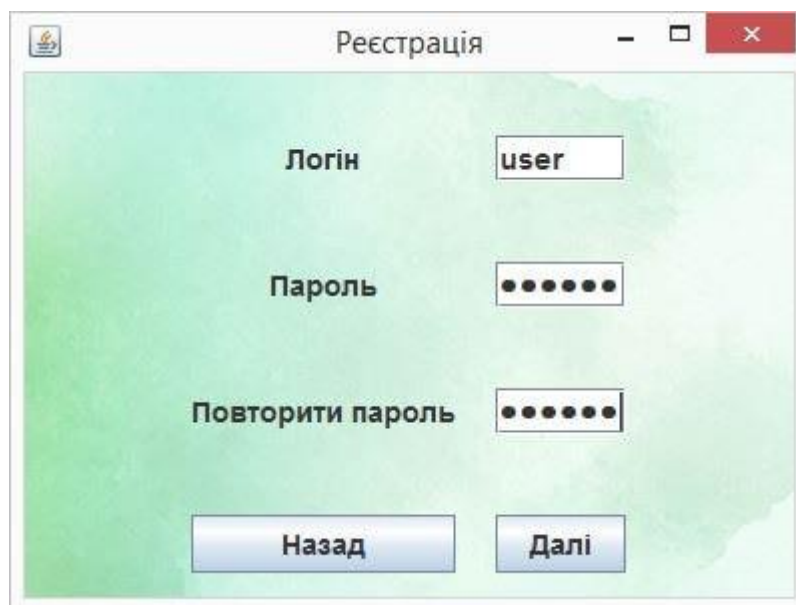 Реєстрація
Логін
user
Пароль
••••••
Повторити пароль
••••••
Назад
Далі